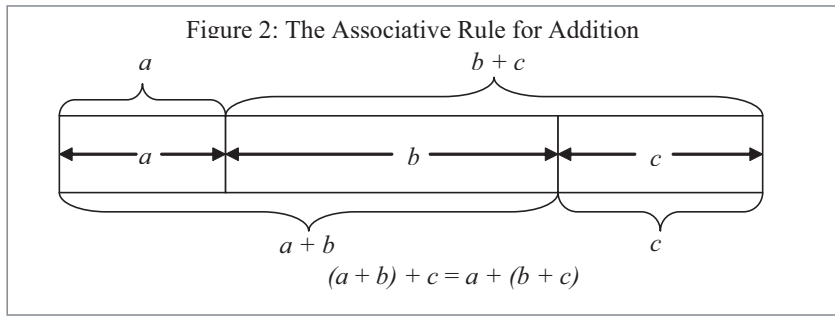 Figure 2: The Associative Rule for Addition
a b + c
a b c
a + b c
(a + b) + c = a + (b + c)